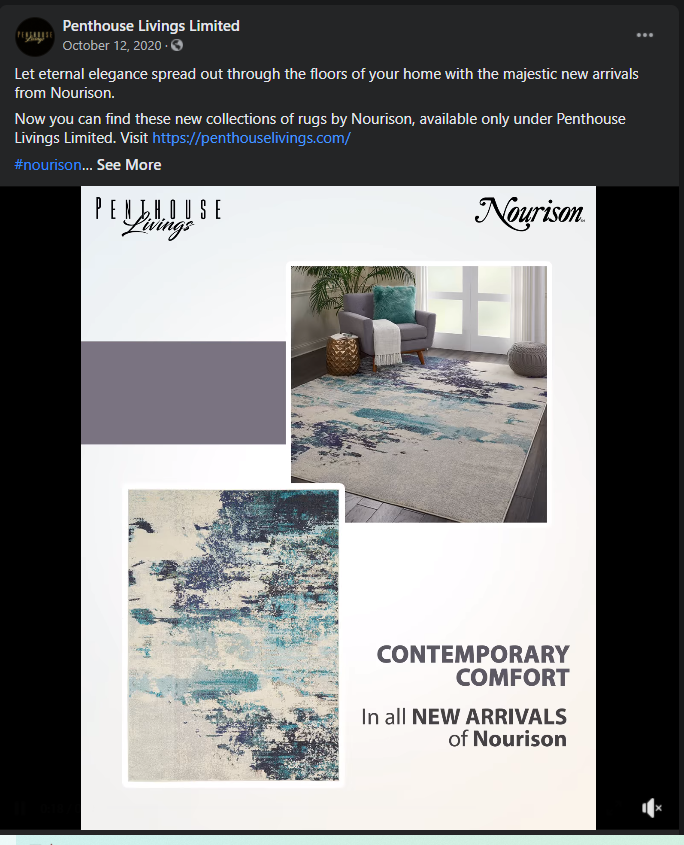 Penthouse Livings Limited
October 12, 2020 ·
Let eternal elegance spread out through the floors of your home with the majestic new arrivals
from Nourison.
Now you can find these new collections of rugs by Nourison, available only under Penthouse
Livings Limited. Visit https://penthouselivings.com/
#nourison... See More
PENTHOUSE
Livings
Nourison
CONTEMPORARY
COMFORT
In all NEW ARRIVALS
of Nourison